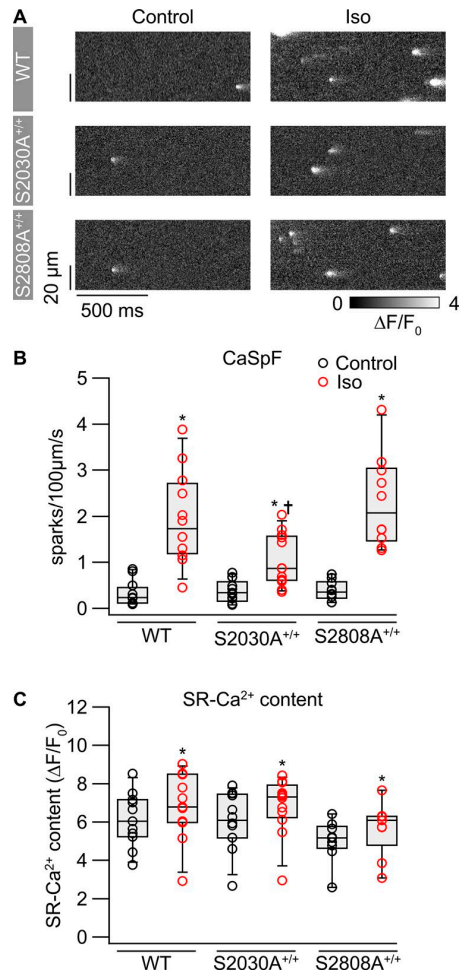 A
Control Iso
WT
S2030A+/+
S2808A+/+
20 µm
500 ms
0 4
ΔF/F0
B
CaSpF
Control
Iso
sparks/100µm/s
5
4
3
2
1
0
*
* †
*
WT S2030A+/+ S2808A+/+
C
SR-Ca2+ content
SR-Ca2+ content (ΔF/F0)
12
10
8
6
4
2
0
*
*
*
WT S2030A+/+ S2808A+/+